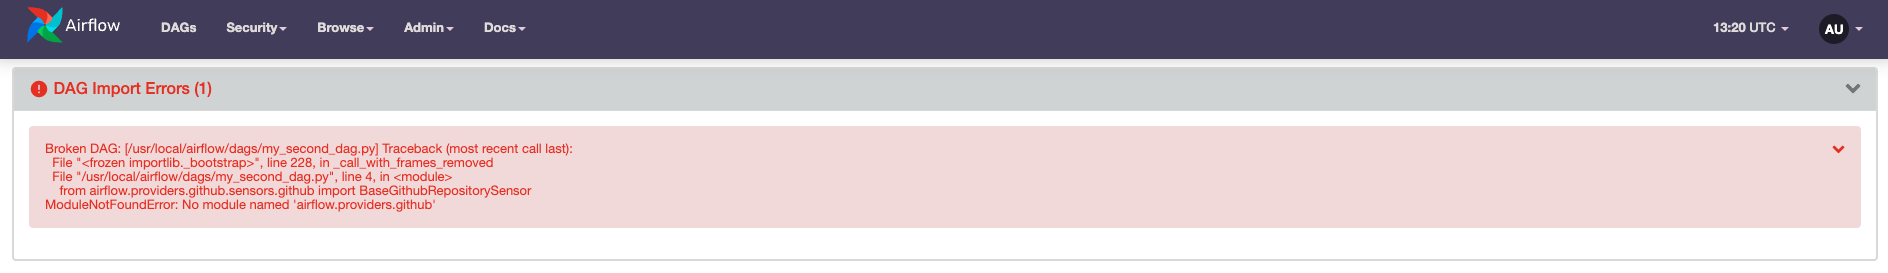 Airflow DAGs Security Browse Admin Docs 13:20 UTC AU
DAG Import Errors (1)
Broken DAG: [/usr/local/airflow/dags/my_second_dag.py] Traceback (most recent call last):
File "<frozen importlib._bootstrap>", line 228, in _call_with_frames_removed
File "/usr/local/airflow/dags/my_second_dag.py", line 4, in <module>
from airflow.providers.github.sensors.github import BaseGithubRepositorySensor
ModuleNotFoundError: No module named 'airflow.providers.github'